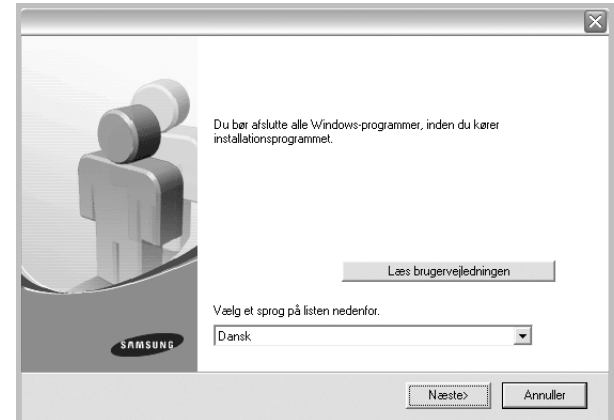 Du bør afslutte alle Windows-programmer, inden du kører
installationsprogrammet.
Læs brugervejledningen
Vælg et sprog på listen nedenfor.
Dansk
SAMSUNG
Næste>
Annuller